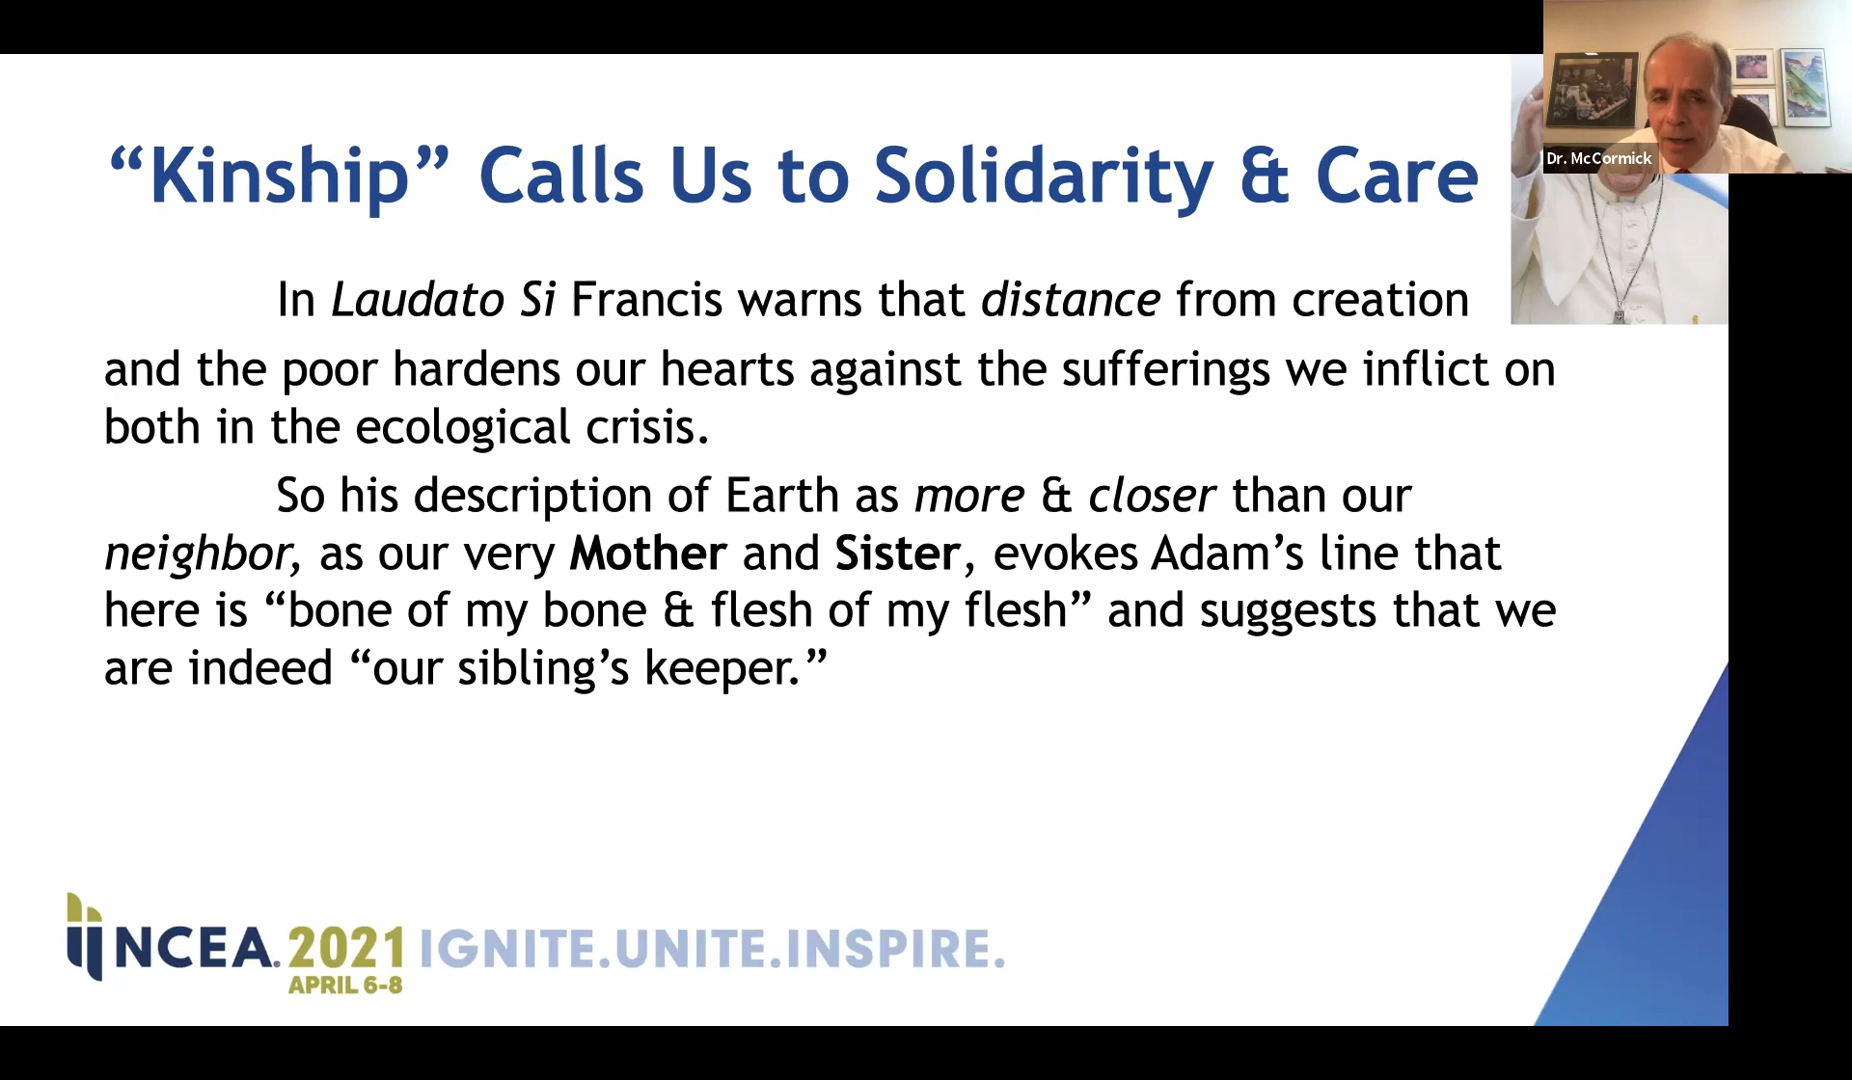 Dr. McCormick
“Kinship” Calls Us to Solidarity & Care
In Laudato Si Francis warns that distance from creation
and the poor hardens our hearts against the sufferings we inflict on
both in the ecological crisis.
So his description of Earth as more & closer than our
neighbor, as our very Mother and Sister, evokes Adam’s line that
here is “bone of my bone & flesh of my flesh” and suggests that we
are indeed “our sibling’s keeper.”
NCEA® 2021 IGNITE.UNITE.INSPIRE.
APRIL 6-8